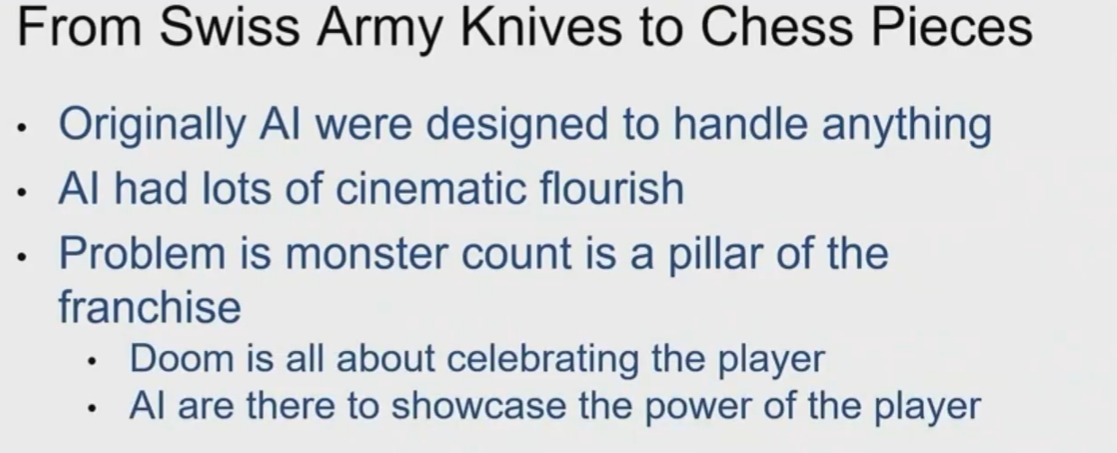 From Swiss Army Knives to Chess Pieces
• Originally AI were designed to handle anything
• AI had lots of cinematic flourish
• Problem is monster count is a pillar of the
franchise
• Doom is all about celebrating the player
• AI are there to showcase the power of the player